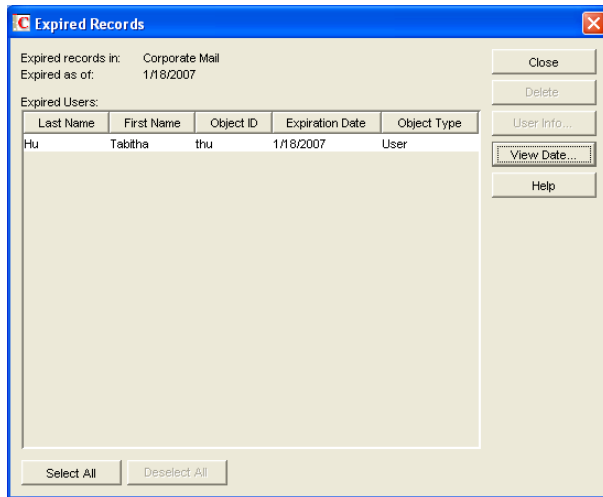 Expired Records
Expired records in: Corporate Mail
Expired as of: 1/18/2007
Expired Users:
Last Name First Name Object ID Expiration Date Object Type
Hu Tabitha thu 1/18/2007 User
Close
Delete
User Info...
View Date...
Help
Select All Deselect All